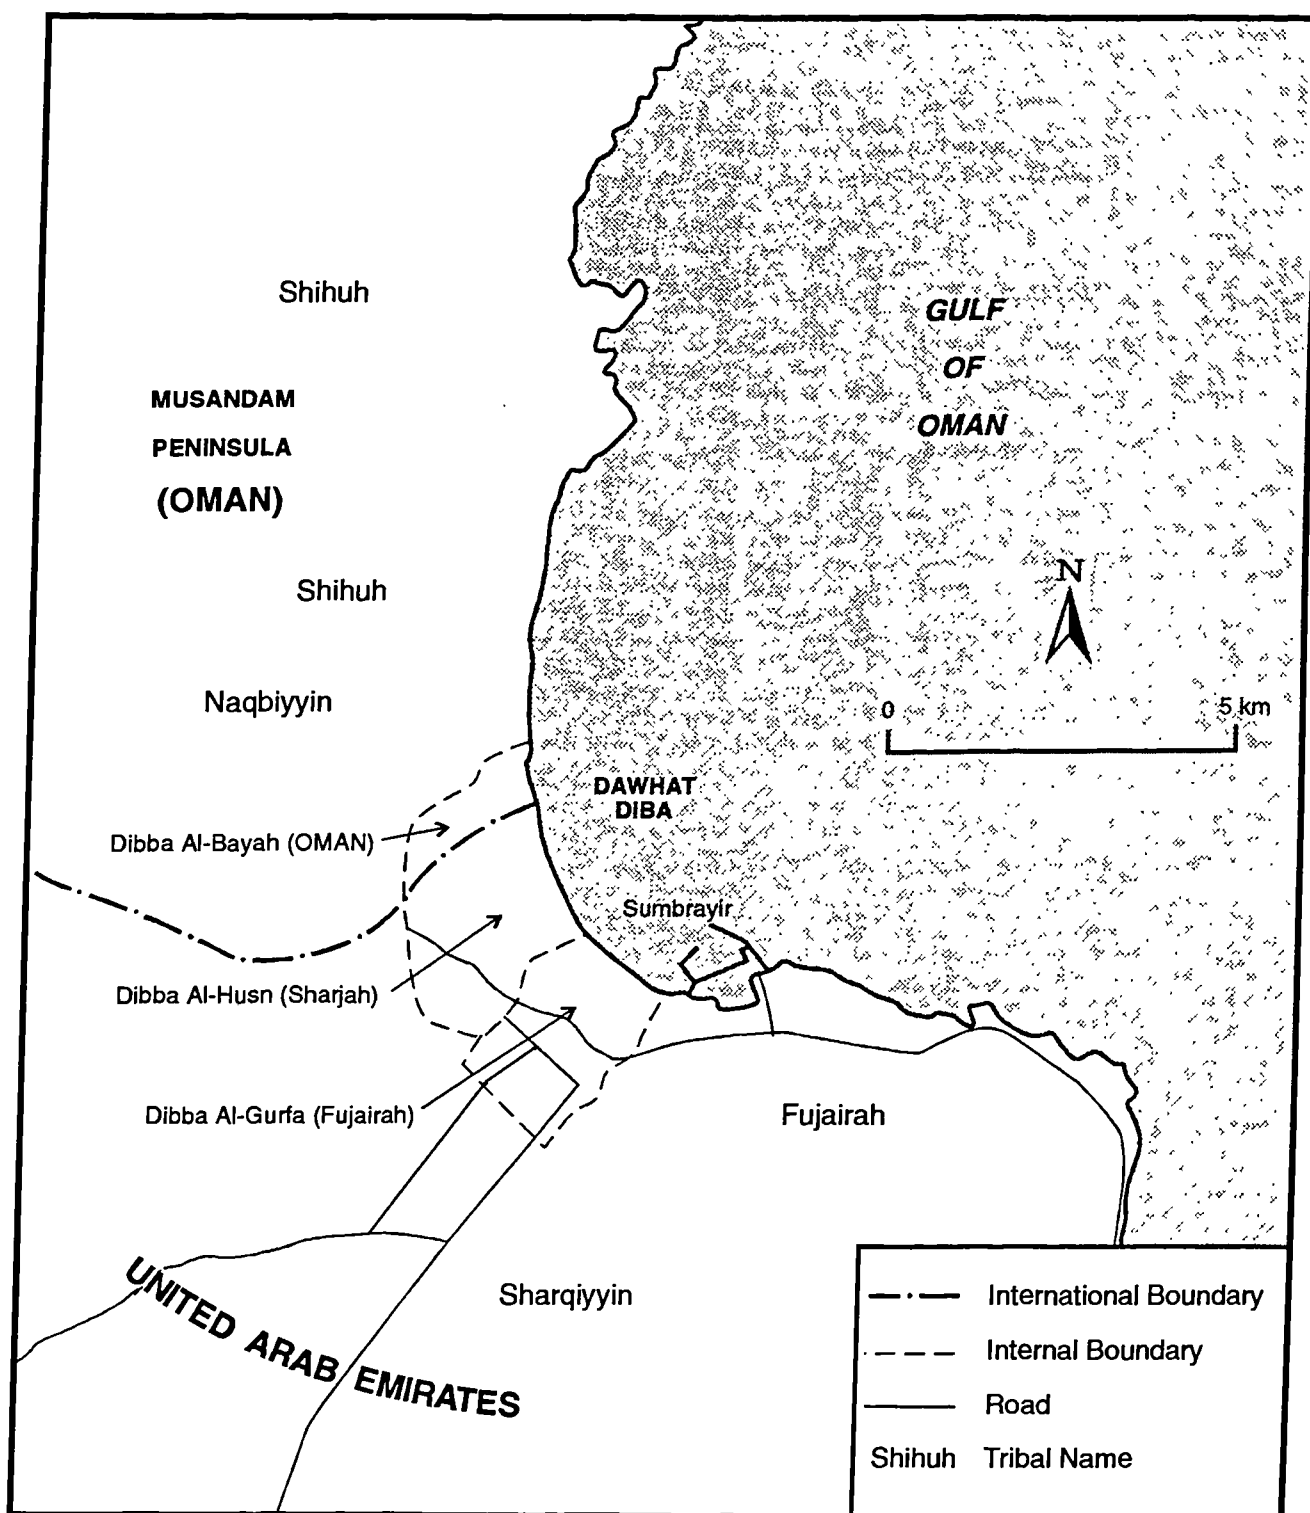 Shihuh
GULF
OF
OMAN
MUSANDAM
PENINSULA
(OMAN)
N
Shihuh
Naqbiyyin
0 5 km
DAWHAT
DIBA
Dibba Al-Bayah (OMAN)
Sumbrayir
Dibba Al-Husn (Sharjah)
Dibba Al-Gurfa (Fujairah)
Fujairah
UNITED ARAB EMIRATES
Sharqiyyin
International Boundary
Internal Boundary
Road
Shihuh Tribal Name